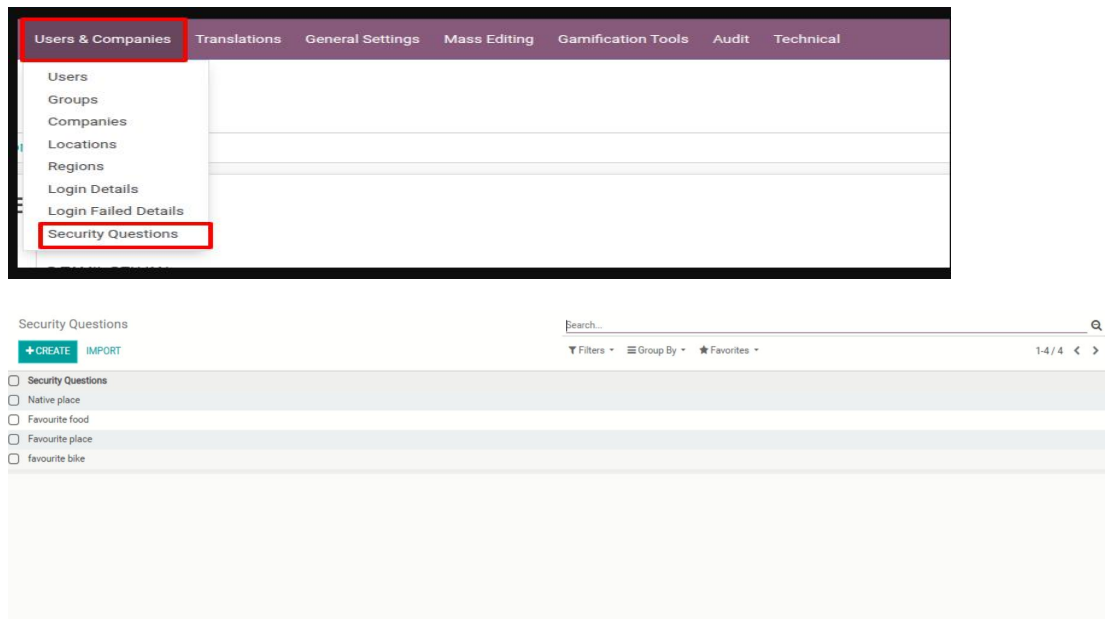 Users & Companies Translations General Settings Mass Editing Gamification Tools Audit Technical
Users
Groups
Companies
Locations
Regions
Login Details
Login Failed Details
Security Questions
Security Questions
Search...
+CREATE IMPORT
Filters Group By Favorites
1-4 / 4
Security Questions
Native place
Favourite food
Favourite place
favourite bike